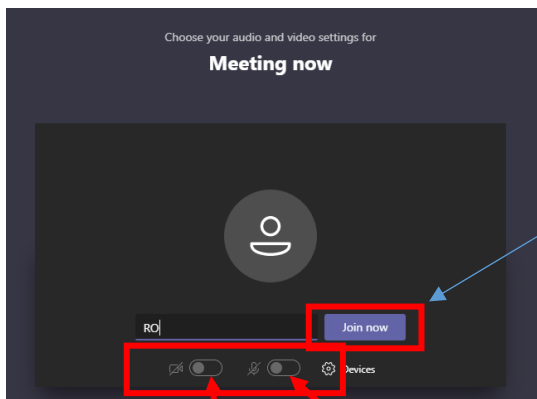 Choose your audio and video settings for
Meeting now
RO
Join now
Devices